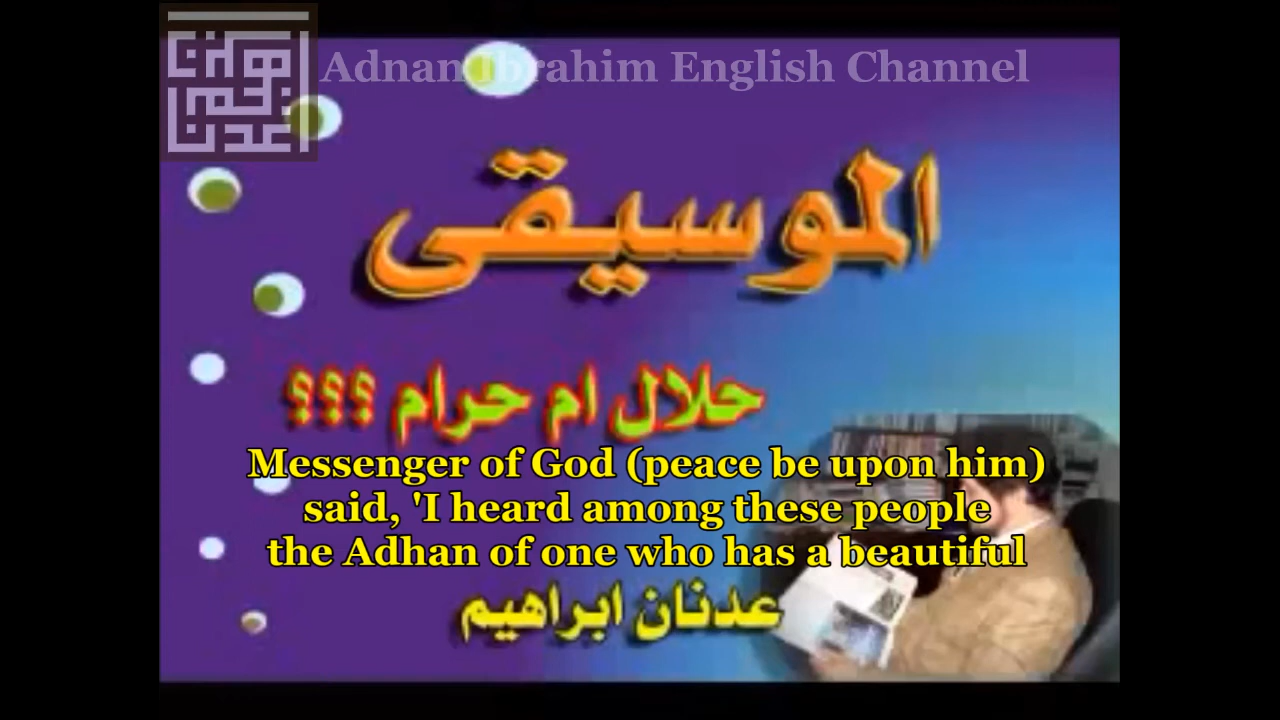 Adnan Ibrahim English Channel
الموسيقى
حلال ام حرام ؟؟؟
Messenger of God (peace be upon him)
said, 'I heard among these people
the Adhan of one who has a beautiful
عدنان ابراهيم